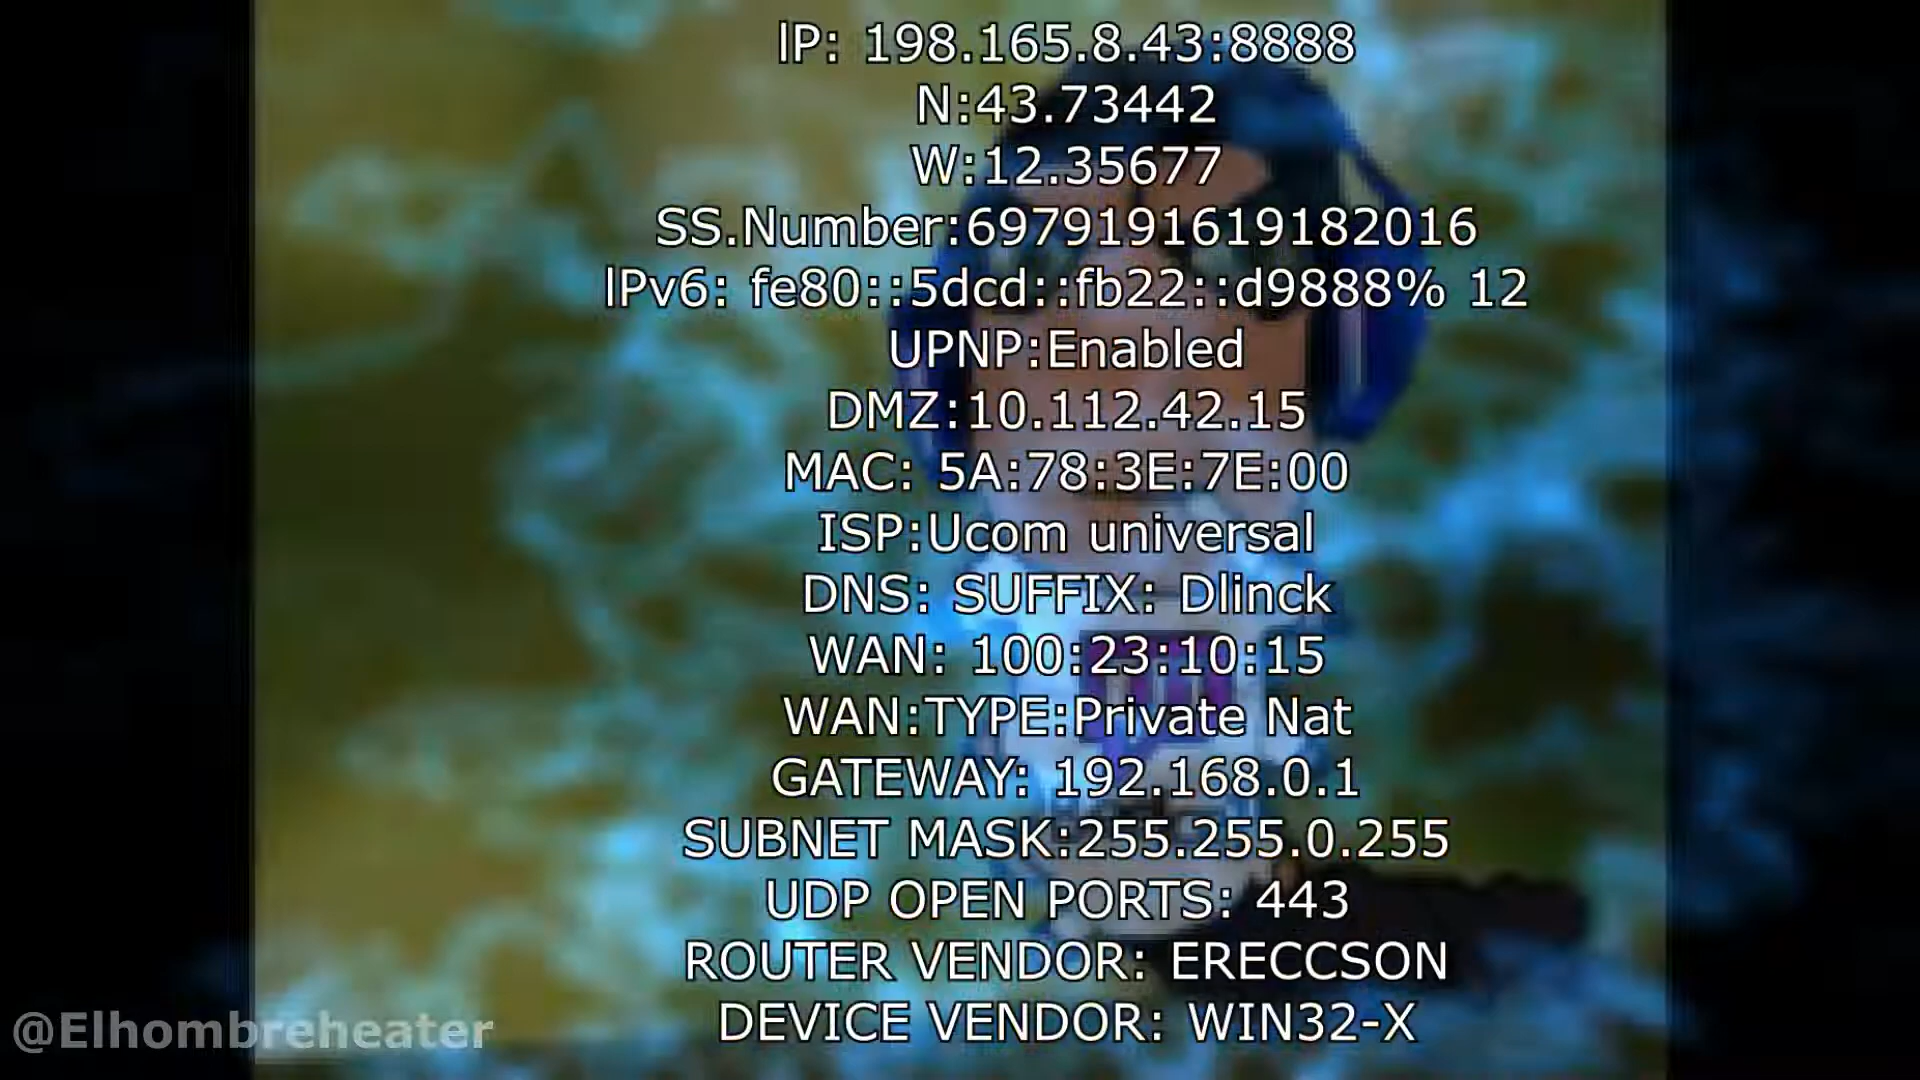 IP: 198.165.8.43:8888
N:43.73442
W:12.35677
SS.Number:6979191619182016
IPv6: fe80::5dcd::fb22::d9888% 12
UPNP:Enabled
DMZ:10.112.42.15
MAC: 5A:78:3E:7E:00
ISP:Ucom universal
DNS: SUFFIX: Dlinck
WAN: 100:23:10:15
WAN:TYPE:Private Nat
GATEWAY: 192.168.0.1
SUBNET MASK:255.255.0.255
UDP OPEN PORTS: 443
ROUTER VENDOR: ERECCSON
DEVICE VENDOR: WIN32-X
@Elhombreheater